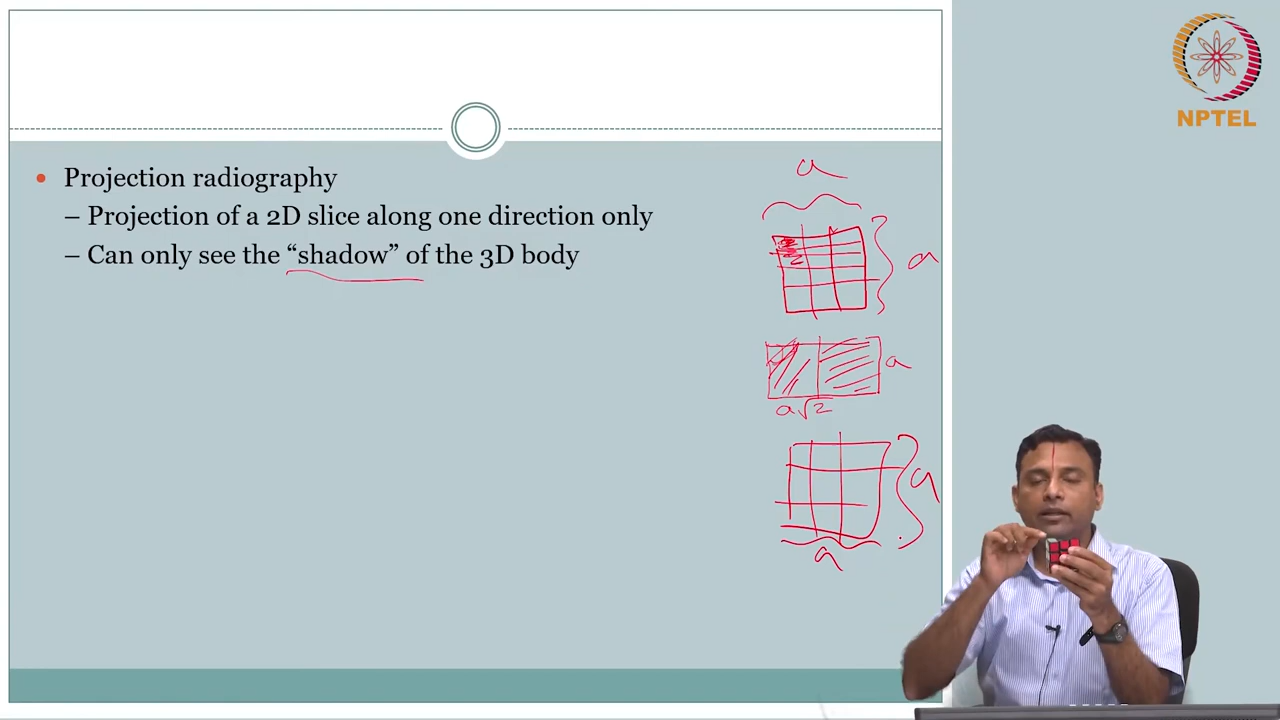 NPTEL
• Projection radiography
– Projection of a 2D slice along one direction only
– Can only see the “shadow” of the 3D body
a
a
a
a√2
a
a